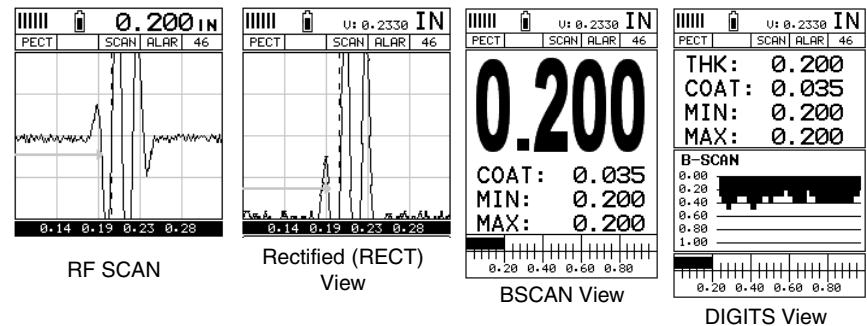 0.200 IN
PECT SCAN ALAR 46
0.14 0.19 0.23 0.28
RF SCAN
U: 0.2330 IN
PECT SCAN ALAR 46
0.14 0.19 0.23 0.28
Rectified (RECT)
View
U: 0.2330 IN
PECT SCAN ALAR 46
0.200
COAT: 0.035
MIN: 0.200
MAX: 0.200
0.20 0.40 0.60 0.80
BSCAN View
U: 0.2330 IN
PECT SCAN ALAR 46
THK: 0.200
COAT: 0.035
MIN: 0.200
MAX: 0.200
B-SCAN
0.00
0.20
0.40
0.60
0.80
1.00
0.20 0.40 0.60 0.80
DIGITS View